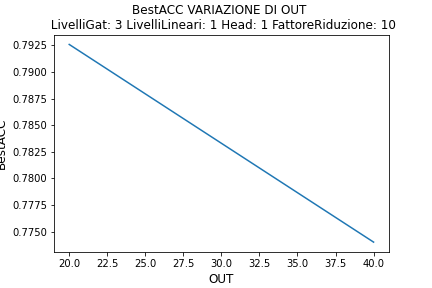 BestACC VARIAZIONE DI OUT
LivelliGat: 3 LivelliLineari: 1 Head: 1 FattoreRiduzione: 10
0.7925
0.7900
0.7875
0.7850
0.7825
0.7800
0.7775
0.7750
BestACC
20.0 22.5 25.0 27.5 30.0 32.5 35.0 37.5 40.0
OUT